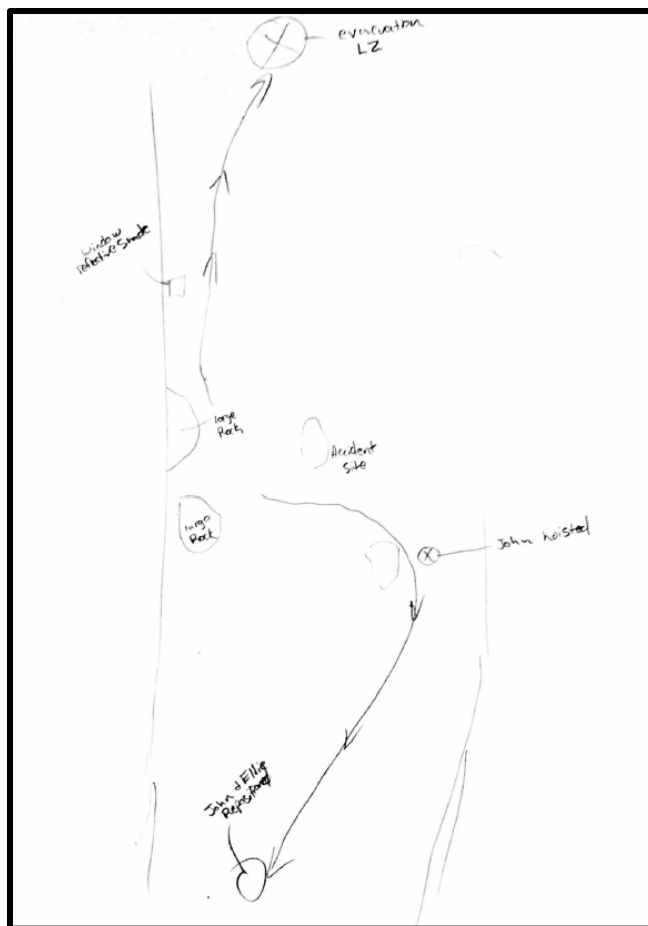 evacuation
LZ
window
reflective Shade
large
Rock
Accident
Site
large
Rock
John hoisted
John & Ellie
Repositioned